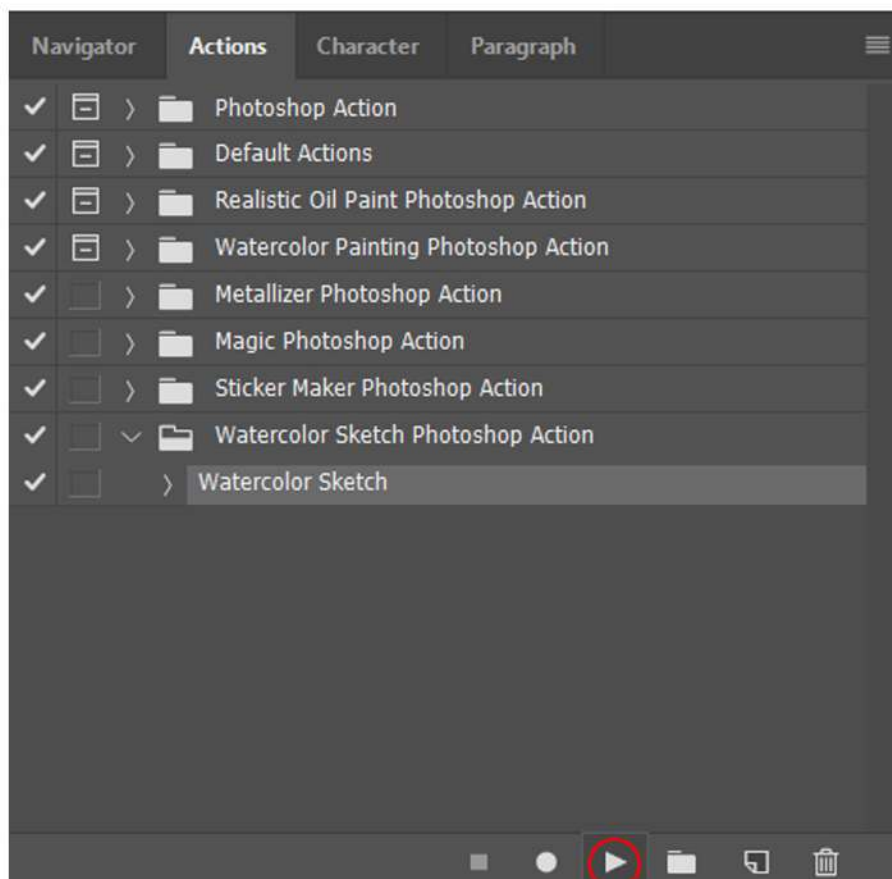 Navigator Actions Character Paragraph
Photoshop Action
Default Actions
Realistic Oil Paint Photoshop Action
Watercolor Painting Photoshop Action
Metallizer Photoshop Action
Magic Photoshop Action
Sticker Maker Photoshop Action
Watercolor Sketch Photoshop Action
Watercolor Sketch